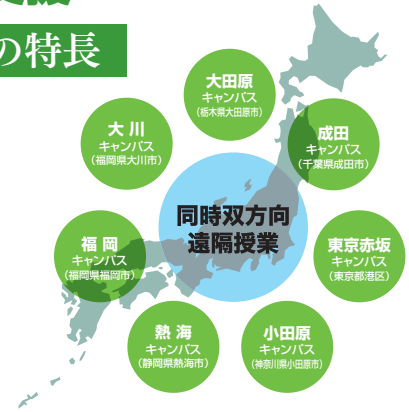 の特長
大田原
キャンパス
(栃木県大田原市)
大川
キャンパス
(福岡県大川市)
成田
キャンパス
(千葉県成田市)
同時双方向
遠隔授業
福岡
キャンパス
(福岡県福岡市)
東京赤坂
キャンパス
(東京都港区)
熱海
キャンパス
(静岡県熱海市)
小田原
キャンパス
(神奈川県小田原市)